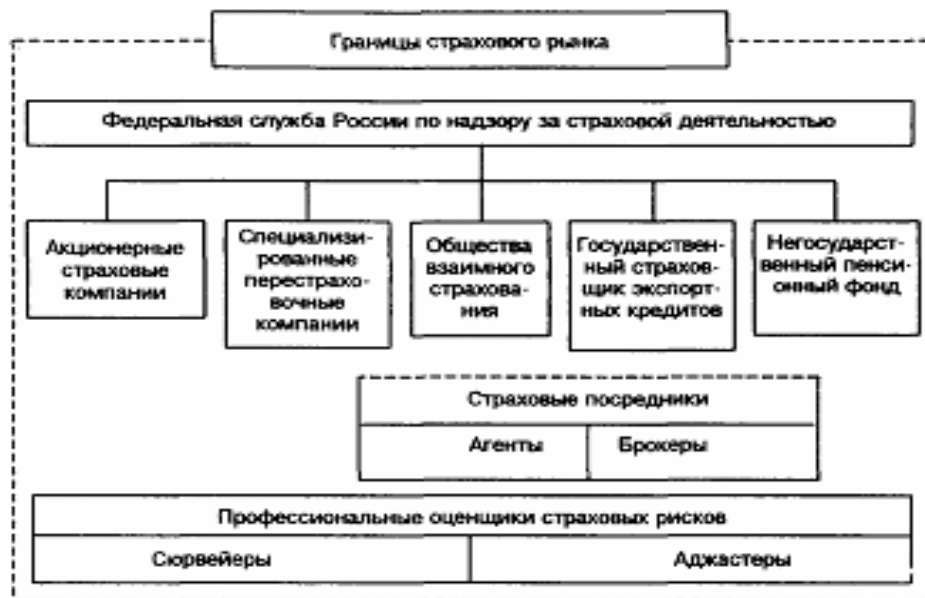 Границы страхового рынка
Федеральная служба России по надзору за страховой деятельностью
Акционерные
страховые
компании
Специализи-
рованные
перестрахо-
вочные
компании
Общества
взаимного
страхова-
ния
Государствен-
ный страхов-
щик экспорт-
ных кредитов
Негосударст-
венный пенси-
онный фонд
Страховые посредники
Агенты
Брокеры
Профессиональные оценщики страховых рисков
Сюрвейеры
Аджастеры